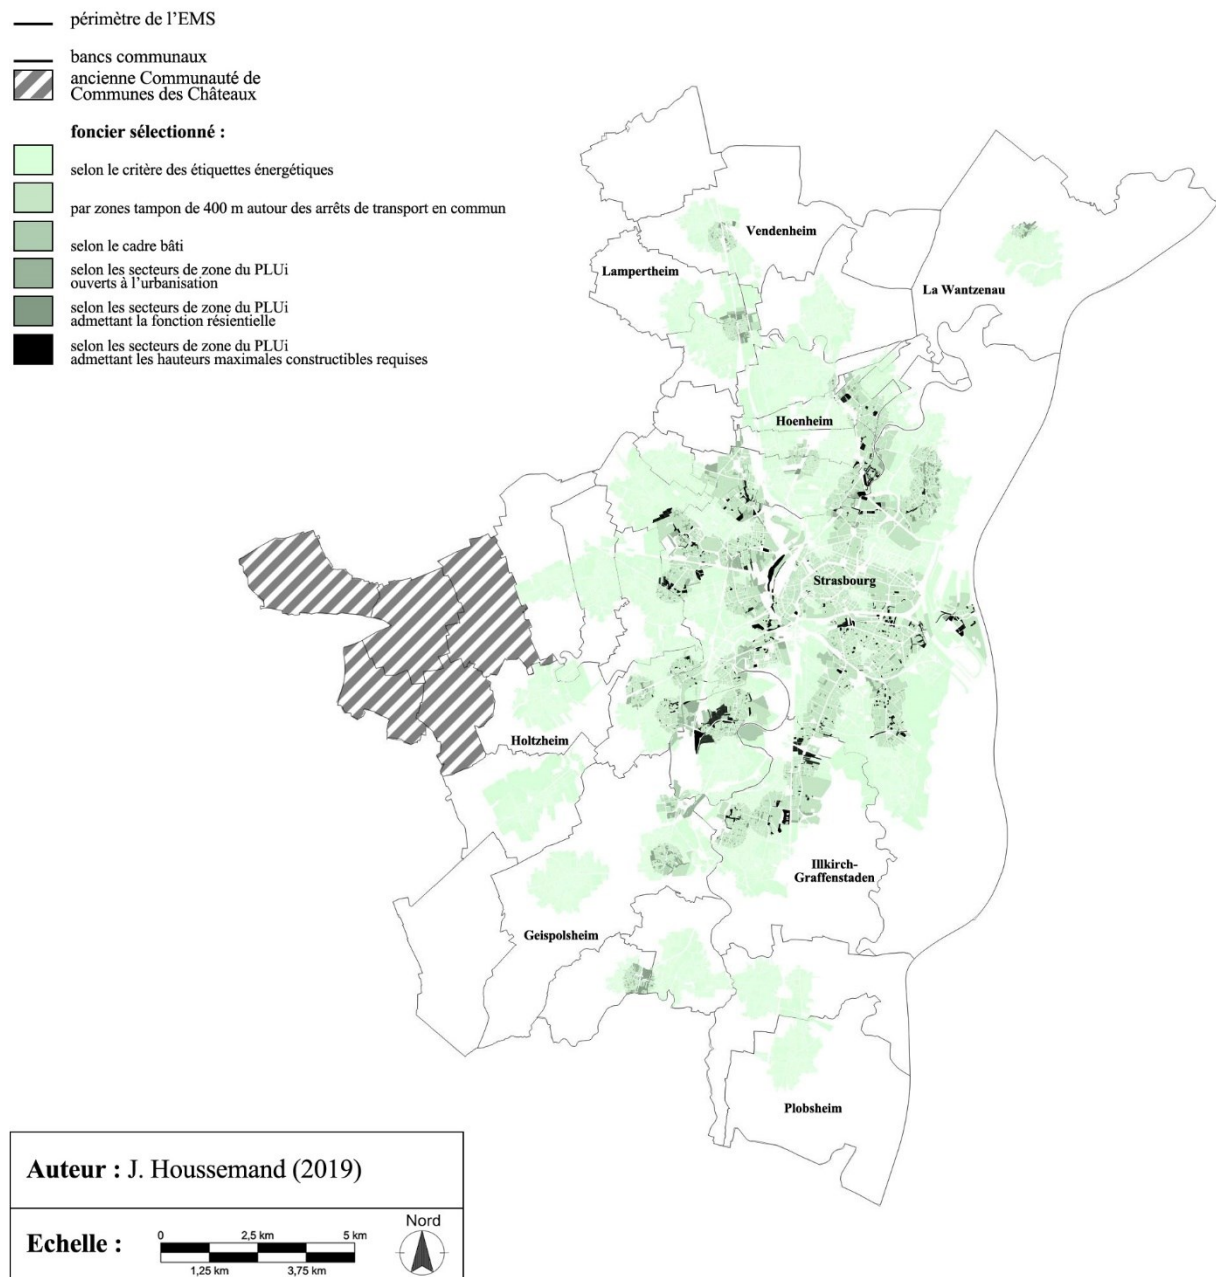 périmètre de l'EMS
bancs communaux
ancienne Communauté de
Communes des Châteaux
foncier sélectionné :
selon le critère des étiquettes énergétiques
par zones tampon de 400 m autour des arrêts de transport en commun
selon le cadre bâti
selon les secteurs de zone du PLUi
ouverts à l'urbanisation
selon les secteurs de zone du PLUi
admettant la fonction résientielle
selon les secteurs de zone du PLUi
admettant les hauteurs maximales constructibles requises
Vendenheim
Lampertheim
La Wantzenau
Hoenheim
Strasbourg
Holtzheim
Illkirch-
Graffenstaden
Geispolsheim
Plobsheim
Auteur : J. Houssemand (2019)
Echelle :
0 2,5 km 5 km
1,25 km 3,75 km
Nord